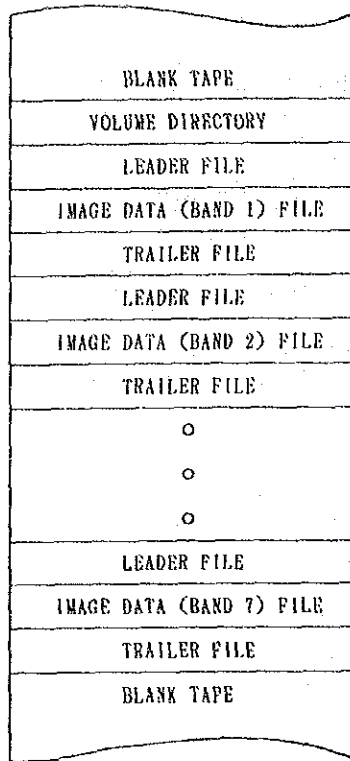 BLANK TAPE
VOLUME DIRECTORY
LEADER FILE
IMAGE DATA (BAND 1) FILE
TRAILER FILE
LEADER FILE
IMAGE DATA (BAND 2) FILE
TRAILER FILE
o
o
o
LEADER FILE
IMAGE DATA (BAND 7) FILE
TRAILER FILE
BLANK TAPE